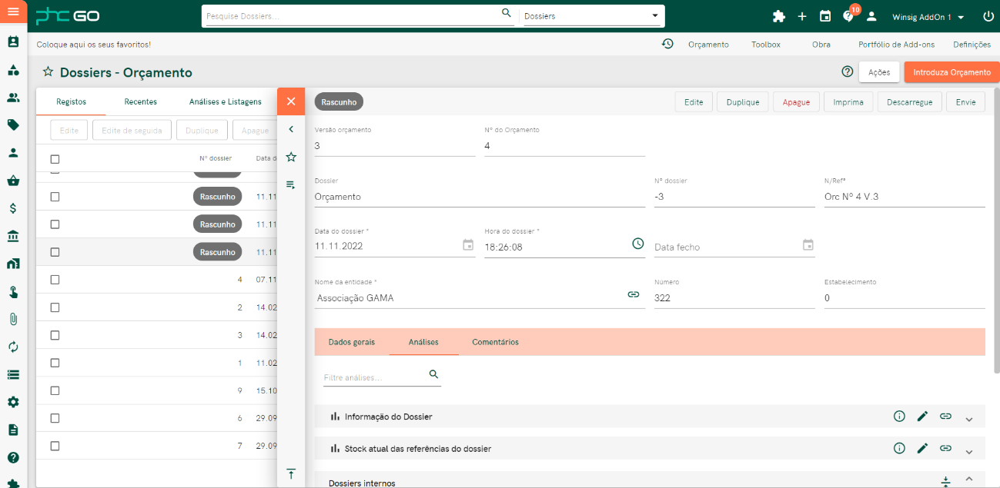 phc GO
Pesquise Dossiers...
Dossiers
10
Winsig AddOn 1
Coloque aqui os seus favoritos!
Orçamento
Toolbox
Obra
Portfólio de Add-ons
Definições
Dossiers - Orçamento
Ações
Introduza Orçamento
Registos
Recentes
Análises e Listagens
Edite
Edite de seguida
Duplique
Apague
Nº dossier
Data d
Rascunho
11.11
Rascunho
11.11
Rascunho
11.11
4
07.11
2
14.02
3
14.02
1
11.02
9
15.10
6
29.09
7
29.09
Rascunho
Edite
Duplique
Apague
Imprima
Descarregue
Envie
Versão orçamento
3
Nº do Orçamento
4
Dossier
Orçamento
Nº dossier
-3
N/Refª
Orc Nº 4 V.3
Data do dossier *
11.11.2022
Hora do dossier *
18:26:08
Data fecho
Nome da entidade *
Associação GAMA
Número
322
Estabelecimento
0
Dados gerais
Análises
Comentários
Filtre análises...
Informação do Dossier
Stock atual das referências do dossier
Dossiers internos